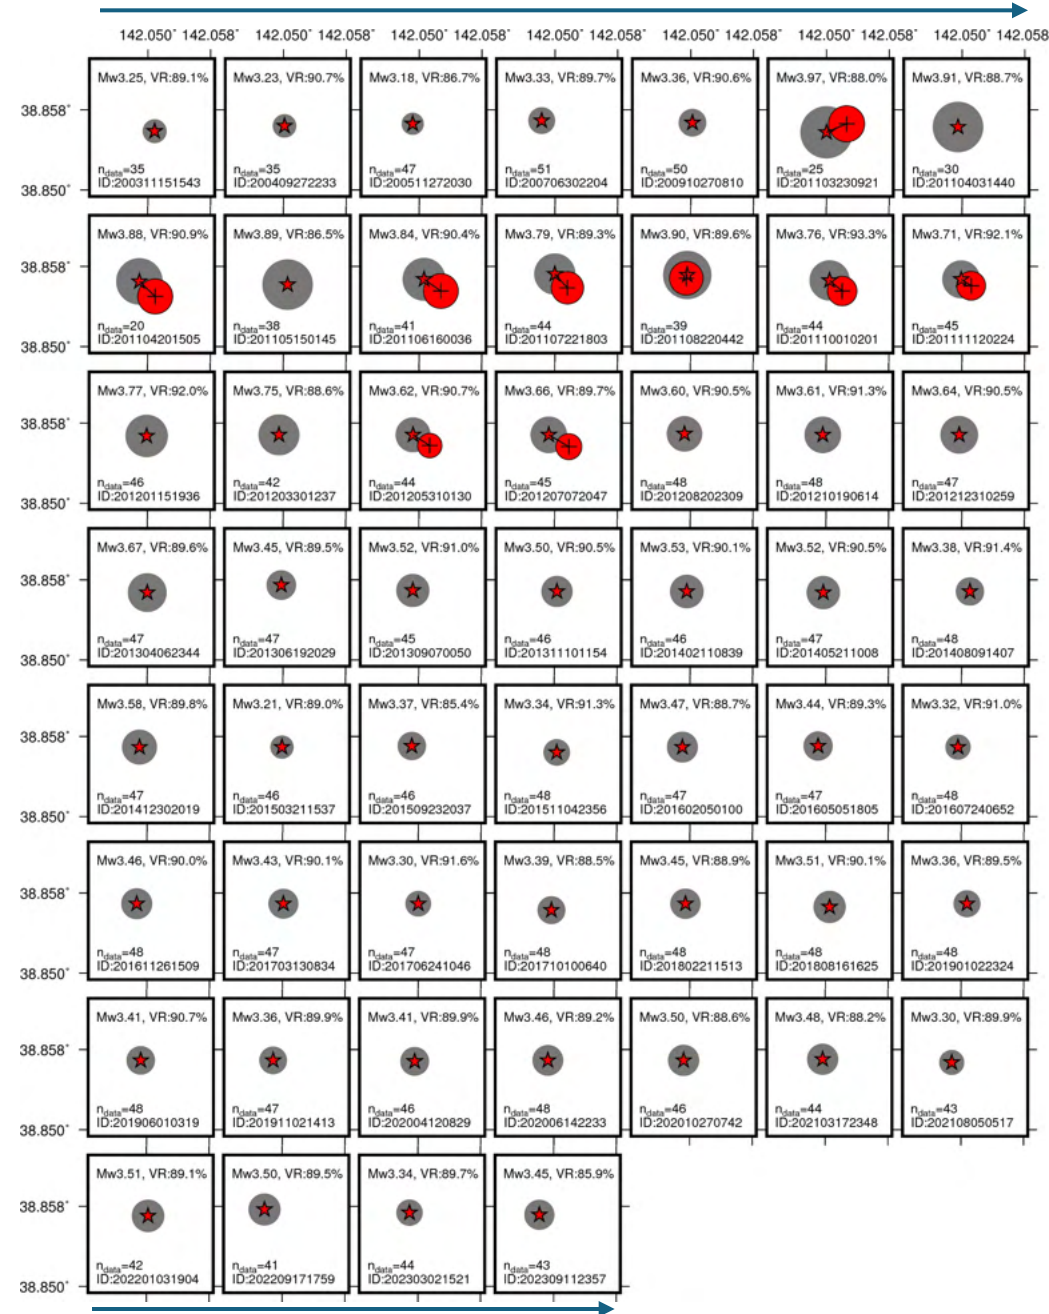 142.050° 142.058° 142.050° 142.058° 142.050° 142.058° 142.050° 142.058° 142.050° 142.058° 142.050° 142.058° 142.050° 142.058°
Mw3.25, VR:89.1% Mw3.23, VR:90.7% Mw3.18, VR:86.7% Mw3.33, VR:89.7% Mw3.36, VR:90.6% Mw3.97, VR:88.0% Mw3.91, VR:88.7%
38.858°
ndata=35 ndata=35 ndata=47 ndata=51 ndata=50 ndata=25 ndata=30
ID:200311151543 ID:200409272233 ID:200511272030 ID:200706302204 ID:200910270810 ID:201103230921 ID:201104031440
38.850°
Mw3.88, VR:90.9% Mw3.89, VR:86.5% Mw3.84, VR:90.4% Mw3.79, VR:89.3% Mw3.90, VR:89.6% Mw3.76, VR:93.3% Mw3.71, VR:92.1%
38.858°
ndata=20 ndata=38 ndata=41 ndata=44 ndata=39 ndata=44 ndata=45
ID:201104201505 ID:201105150145 ID:201106160036 ID:201107221803 ID:201108220442 ID:201110010201 ID:201111120224
38.850°
Mw3.77, VR:92.0% Mw3.75, VR:88.6% Mw3.62, VR:90.7% Mw3.66, VR:89.7% Mw3.60, VR:90.5% Mw3.61, VR:91.3% Mw3.64, VR:90.5%
38.858°
ndata=46 ndata=42 ndata=44 ndata=45 ndata=48 ndata=48 ndata=47
ID:201201151936 ID:201203301237 ID:201205310130 ID:201207072047 ID:201208202309 ID:201210190614 ID:201212310259
38.850°
Mw3.67, VR:89.6% Mw3.45, VR:89.5% Mw3.52, VR:91.0% Mw3.50, VR:90.5% Mw3.53, VR:90.1% Mw3.52, VR:90.5% Mw3.38, VR:91.4%
38.858°
ndata=47 ndata=47 ndata=45 ndata=46 ndata=46 ndata=47 ndata=48
ID:201304062344 ID:201306192029 ID:201309070050 ID:201311101154 ID:201402110839 ID:201405211008 ID:201408091407
38.850°
Mw3.58, VR:89.8% Mw3.21, VR:89.0% Mw3.37, VR:85.4% Mw3.34, VR:91.3% Mw3.47, VR:88.7% Mw3.44, VR:89.3% Mw3.32, VR:91.0%
38.858°
ndata=47 ndata=46 ndata=46 ndata=48 ndata=47 ndata=47 ndata=48
ID:201412302019 ID:201503211537 ID:201509232037 ID:201511042356 ID:201602050100 ID:201605051805 ID:201607240652
38.850°
Mw3.46, VR:90.0% Mw3.43, VR:90.1% Mw3.30, VR:91.6% Mw3.39, VR:88.5% Mw3.45, VR:88.9% Mw3.51, VR:90.1% Mw3.36, VR:89.5%
38.858°
ndata=48 ndata=47 ndata=47 ndata=48 ndata=48 ndata=48 ndata=48
ID:201611261509 ID:201703130834 ID:201706241046 ID:201710100640 ID:201802211513 ID:201808161625 ID:201901022324
38.850°
Mw3.41, VR:90.7% Mw3.36, VR:89.9% Mw3.41, VR:89.9% Mw3.46, VR:89.2% Mw3.50, VR:88.6% Mw3.48, VR:88.2% Mw3.30, VR:89.9%
38.858°
ndata=48 ndata=47 ndata=46 ndata=48 ndata=46 ndata=44 ndata=43
ID:201906010319 ID:201911021413 ID:202004120829 ID:202006142233 ID:202010270742 ID:202103172348 ID:202108050517
38.850°
Mw3.51, VR:89.1% Mw3.50, VR:89.5% Mw3.34, VR:89.7% Mw3.45, VR:85.9%
38.858°
ndata=42 ndata=41 ndata=44 ndata=43
ID:202201031904 ID:202209171759 ID:202303021521 ID:202309112357
38.850°